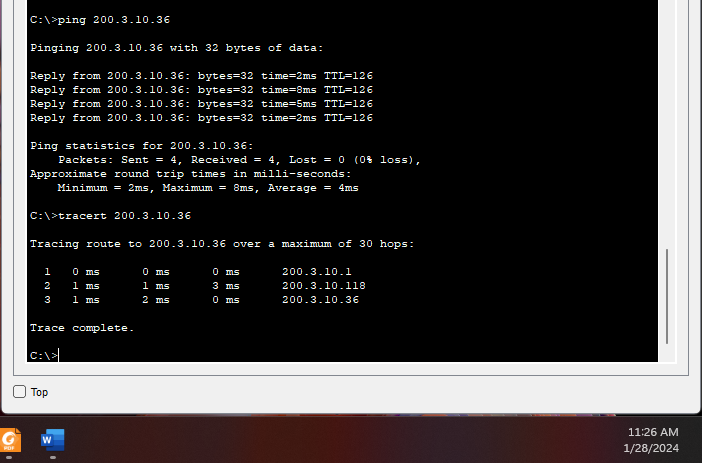 C:\>ping 200.3.10.36
Pinging 200.3.10.36 with 32 bytes of data:
Reply from 200.3.10.36: bytes=32 time=2ms TTL=126
Reply from 200.3.10.36: bytes=32 time=8ms TTL=126
Reply from 200.3.10.36: bytes=32 time=5ms TTL=126
Reply from 200.3.10.36: bytes=32 time=2ms TTL=126
Ping statistics for 200.3.10.36:
    Packets: Sent = 4, Received = 4, Lost = 0 (0% loss),
Approximate round trip times in milli-seconds:
    Minimum = 2ms, Maximum = 8ms, Average = 4ms
C:\>tracert 200.3.10.36
Tracing route to 200.3.10.36 over a maximum of 30 hops:
  1   0 ms      0 ms      0 ms      200.3.10.1
  2   1 ms      1 ms      3 ms      200.3.10.118
  3   1 ms      2 ms      0 ms      200.3.10.36
Trace complete.
C:\>
Top
PDF
W
11:26 AM
1/28/2024